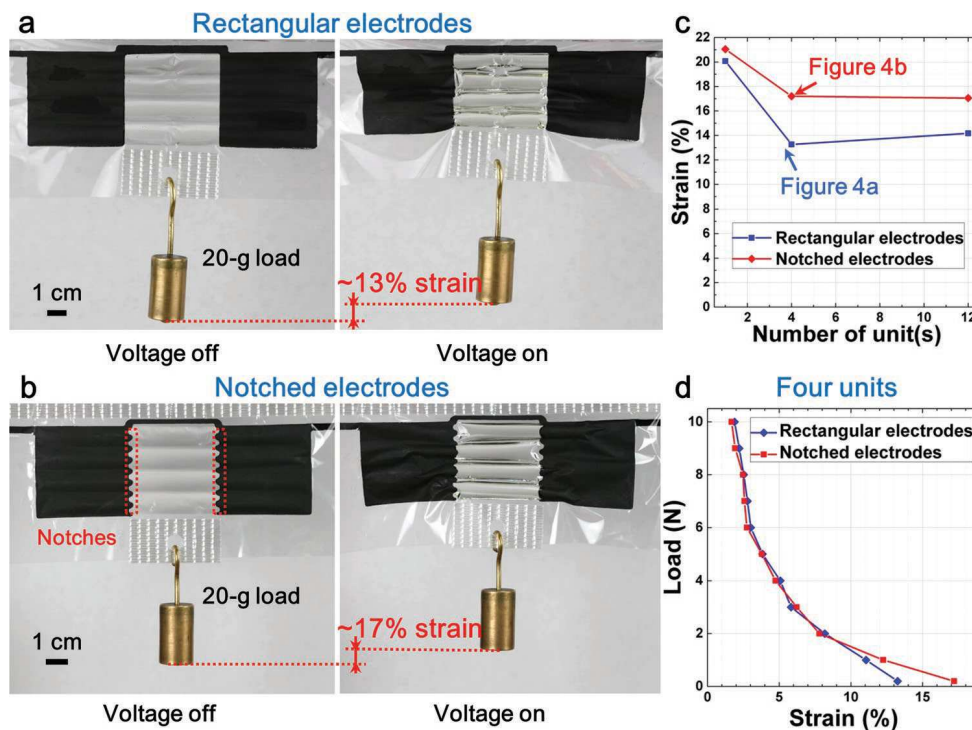 a
Rectangular electrodes
20-g load
1 cm
~13% strain
Voltage off
Voltage on
b
Notched electrodes
Notches
20-g load
1 cm
~17% strain
Voltage off
Voltage on
c
Strain (%)
22
20
18
16
14
12
10
8
6
4
2
0
Figure 4b
Figure 4a
Rectangular electrodes
Notched electrodes
2
4
6
8
10
12
Number of unit(s)
d
Four units
Load (N)
10
8
6
4
2
0
Rectangular electrodes
Notched electrodes
0
5
10
15
Strain (%)